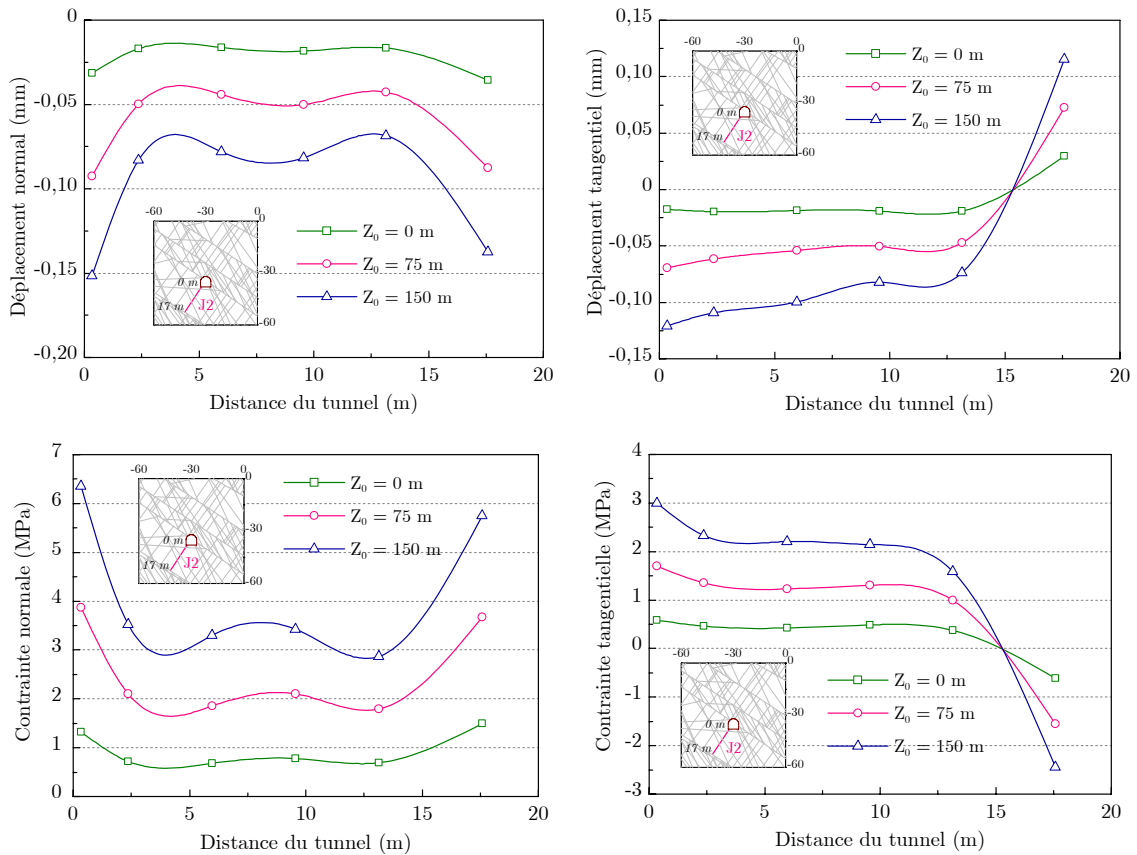 0
-0,05
-0,10
-0,15
-0,20
0
5
10
15
20
Déplacement normal (mm)
Distance du tunnel (m)
-60
-30
0
-30
-60
0 m
17 m
J2
Z₀ = 0 m
Z₀ = 75 m
Z₀ = 150 m
0,15
0,10
0,05
0
-0,05
-0,10
-0,15
0
5
10
15
20
Déplacement tangentiel (mm)
Distance du tunnel (m)
-60
-30
0
-30
-60
0 m
17 m
J2
Z₀ = 0 m
Z₀ = 75 m
Z₀ = 150 m
7
6
5
4
3
2
1
0
0
5
10
15
20
Contrainte normale (MPa)
Distance du tunnel (m)
-60
-30
0
-30
-60
0 m
17 m
J2
Z₀ = 0 m
Z₀ = 75 m
Z₀ = 150 m
4
3
2
1
0
-1
-2
-3
0
5
10
15
20
Contrainte tangentielle (MPa)
Distance du tunnel (m)
-60
-30
0
-30
-60
0 m
17 m
J2
Z₀ = 0 m
Z₀ = 75 m
Z₀ = 150 m